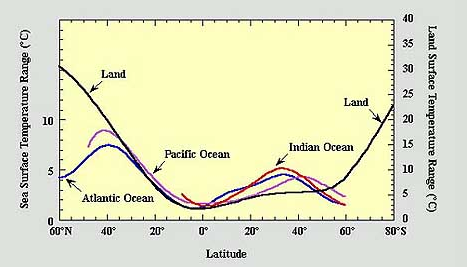 Sea Surface Temperature Range (°C)
10
5
0
Land
Pacific Ocean
Atlantic Ocean
Indian Ocean
Land
40
35
30
25
20
15
10
5
0
Land Surface Temperature Range (°C)
60°N 40° 20° 0° 20° 40° 60° 80°S
Latitude